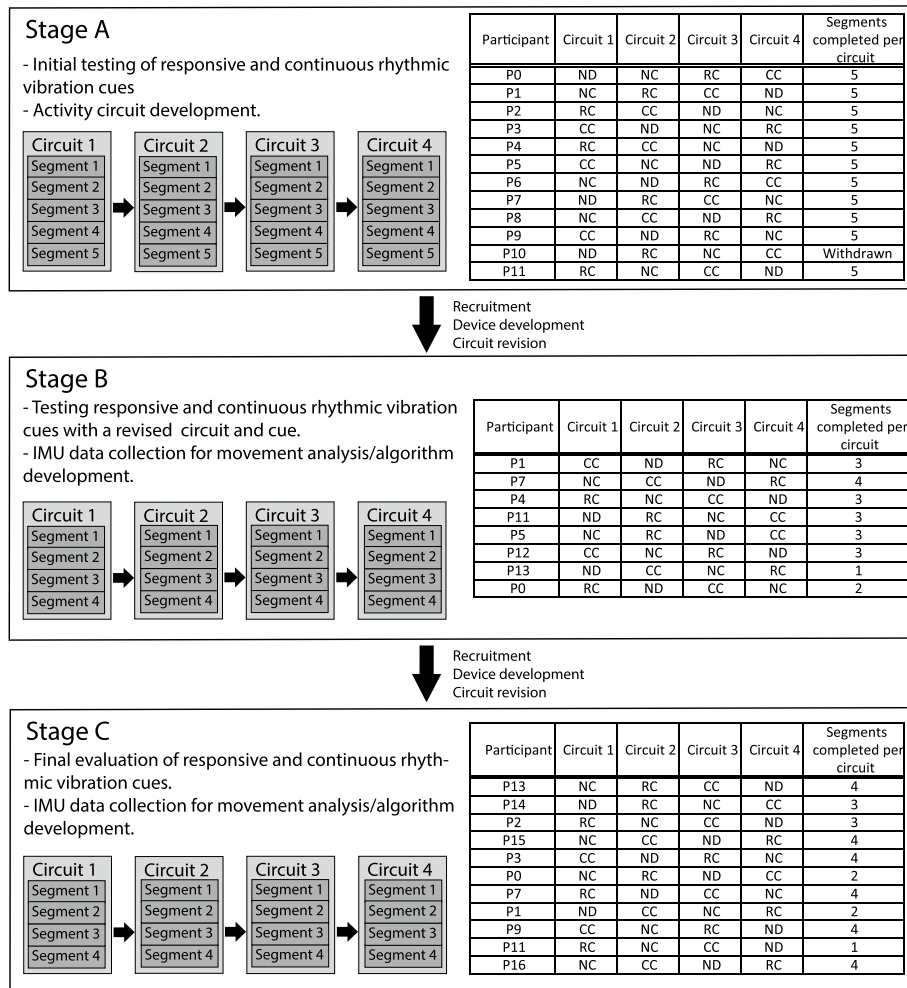 Stage A
- Initial testing of responsive and continuous rhythmic
vibration cues
- Activity circuit development.
Circuit 1 Circuit 2 Circuit 3 Circuit 4
Segment 1 Segment 1 Segment 1 Segment 1
Segment 2 Segment 2 Segment 2 Segment 2
Segment 3 Segment 3 Segment 3 Segment 3
Segment 4 Segment 4 Segment 4 Segment 4
Segment 5 Segment 5 Segment 5 Segment 5
Participant Circuit 1 Circuit 2 Circuit 3 Circuit 4 Segments completed per circuit
P0 ND NC RC CC 5
P1 NC RC CC ND 5
P2 RC CC ND NC 5
P3 CC ND NC RC 5
P4 RC CC NC ND 5
P5 CC NC ND RC 5
P6 NC ND RC CC 5
P7 ND RC CC NC 5
P8 NC CC ND RC 5
P9 CC ND RC NC 5
P10 ND RC NC CC Withdrawn
P11 RC NC CC ND 5
Recruitment
Device development
Circuit revision
Stage B
- Testing responsive and continuous rhythmic vibration
cues with a revised circuit and cue.
- IMU data collection for movement analysis/algorithm
development.
Circuit 1 Circuit 2 Circuit 3 Circuit 4
Segment 1 Segment 1 Segment 1 Segment 1
Segment 2 Segment 2 Segment 2 Segment 2
Segment 3 Segment 3 Segment 3 Segment 3
Segment 4 Segment 4 Segment 4 Segment 4
Participant Circuit 1 Circuit 2 Circuit 3 Circuit 4 Segments completed per circuit
P1 CC ND RC NC 3
P7 NC CC ND RC 4
P4 RC NC CC ND 3
P11 ND RC NC CC 3
P5 NC RC ND CC 3
P12 CC NC RC ND 3
P13 ND CC NC RC 1
P0 RC ND CC NC 2
Recruitment
Device development
Circuit revision
Stage C
- Final evaluation of responsive and continuous rhyth-
mic vibration cues.
- IMU data collection for movement analysis/algorithm
development.
Circuit 1 Circuit 2 Circuit 3 Circuit 4
Segment 1 Segment 1 Segment 1 Segment 1
Segment 2 Segment 2 Segment 2 Segment 2
Segment 3 Segment 3 Segment 3 Segment 3
Segment 4 Segment 4 Segment 4 Segment 4
Participant Circuit 1 Circuit 2 Circuit 3 Circuit 4 Segments completed per circuit
P13 NC RC CC ND 4
P14 ND RC NC CC 3
P2 RC NC CC ND 3
P15 NC CC ND RC 4
P3 CC ND RC NC 4
P0 NC RC ND CC 2
P7 RC ND CC NC 4
P1 ND CC NC RC 2
P9 CC NC RC ND 4
P11 RC NC CC ND 1
P16 NC CC ND RC 4